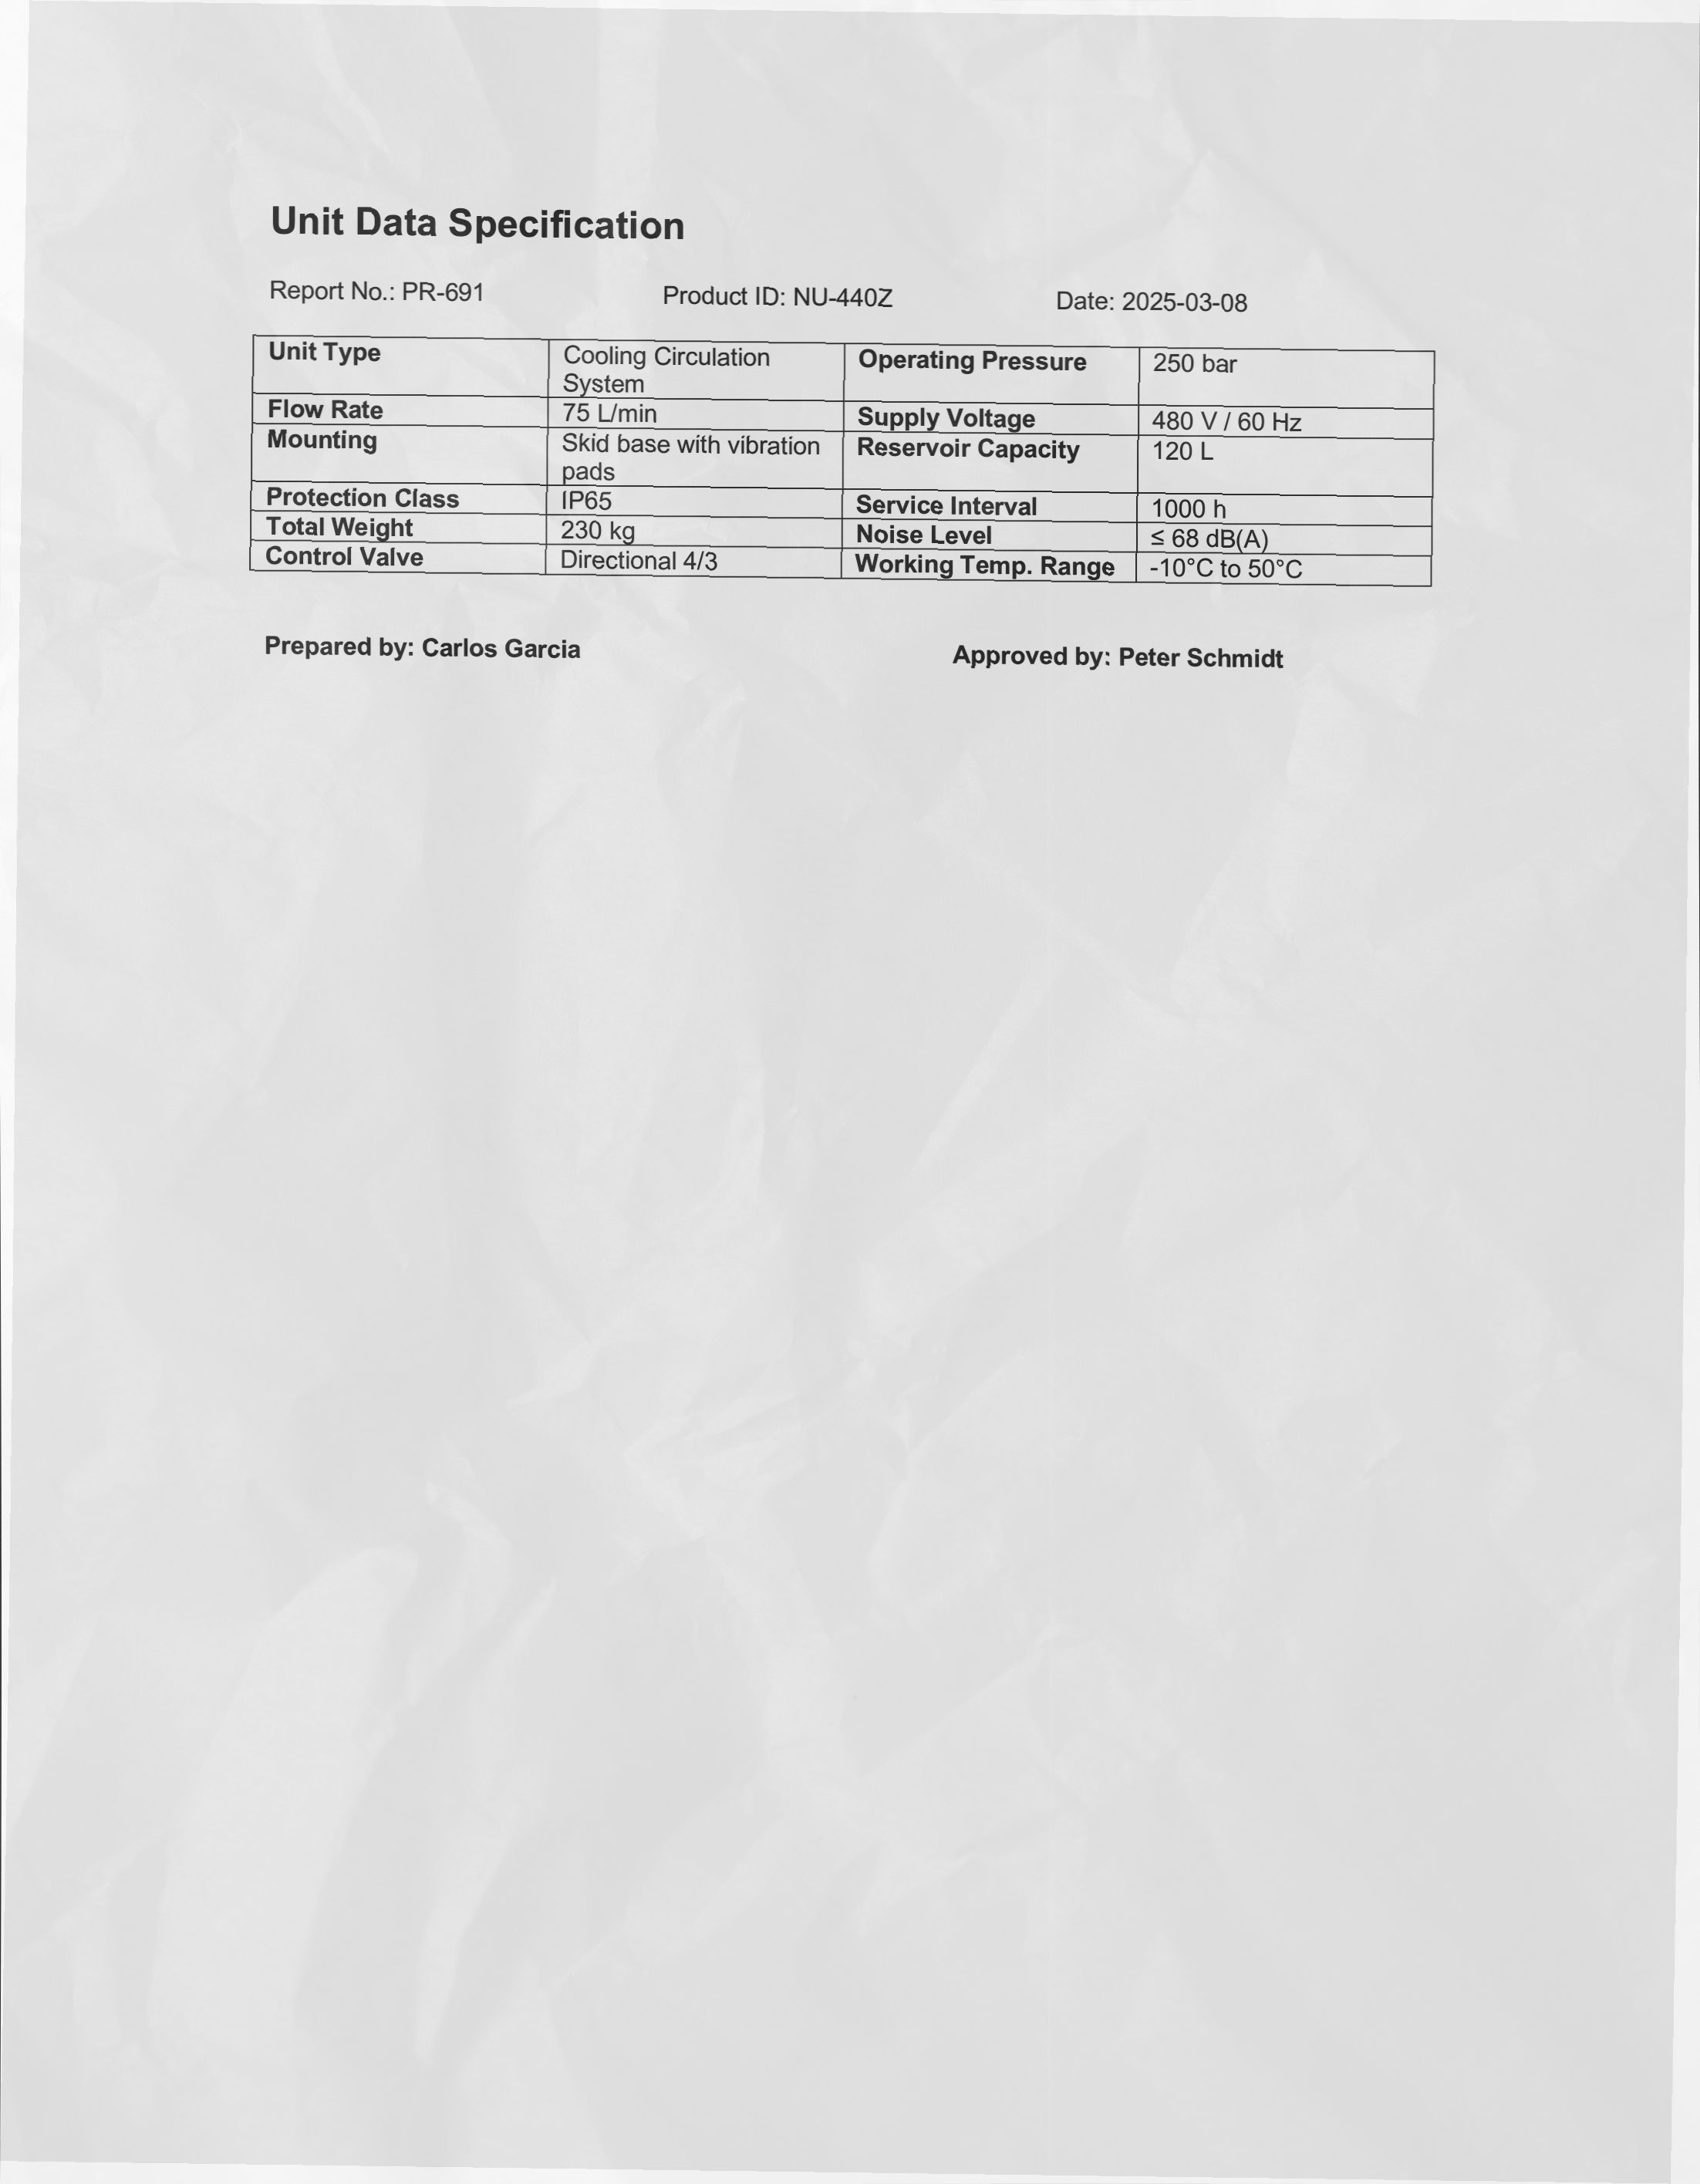 Unit Data Specification
Report No.: PR-691 Product ID: NU-440Z Date: 2025-03-08
Unit Type Cooling Circulation System Operating Pressure 250 bar
Flow Rate 75 L/min Supply Voltage 480 V / 60 Hz
Mounting Skid base with vibration pads Reservoir Capacity 120 L
Protection Class IP65 Service Interval 1000 h
Total Weight 230 kg Noise Level ≤ 68 dB(A)
Control Valve Directional 4/3 Working Temp. Range -10°C to 50°C
Prepared by: Carlos Garcia Approved by: Peter Schmidt